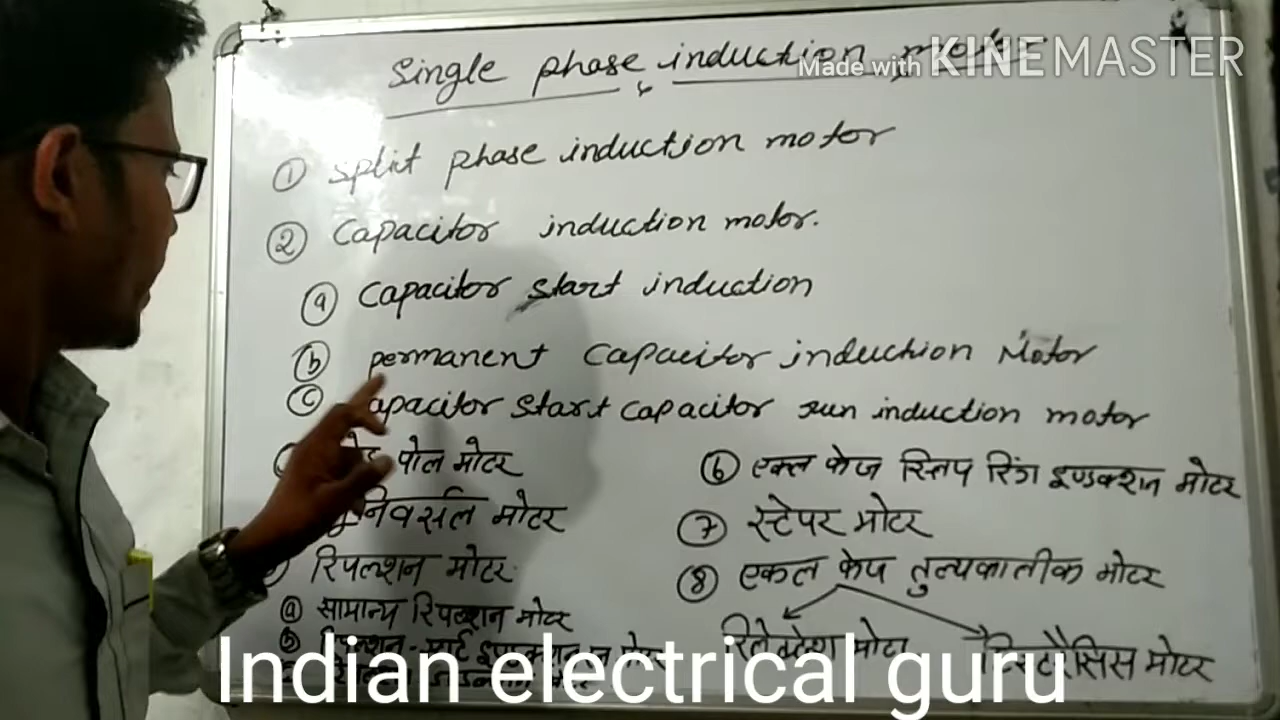 Single phase induction motor
Made with KINEMASTER
① Split phase induction motor
② Capacitor induction motor.
ⓐ Capacitor start induction
ⓑ permanent Capacitor induction Motor
ⓒ apacitor start capacitor run induction motor
पोल मोटर
निवर्सल मोटर
रिपल्शन मोटर
ⓐ सामान्य रिपल्शन मोटर
⑥ एकल केज स्लिप रिंग इण्डक्शन मोटर
⑦ स्टेपर मोटर
⑧ एकल केप तुल्यकालीक मोटर
मोटर
मोटर
Indian electrical guru